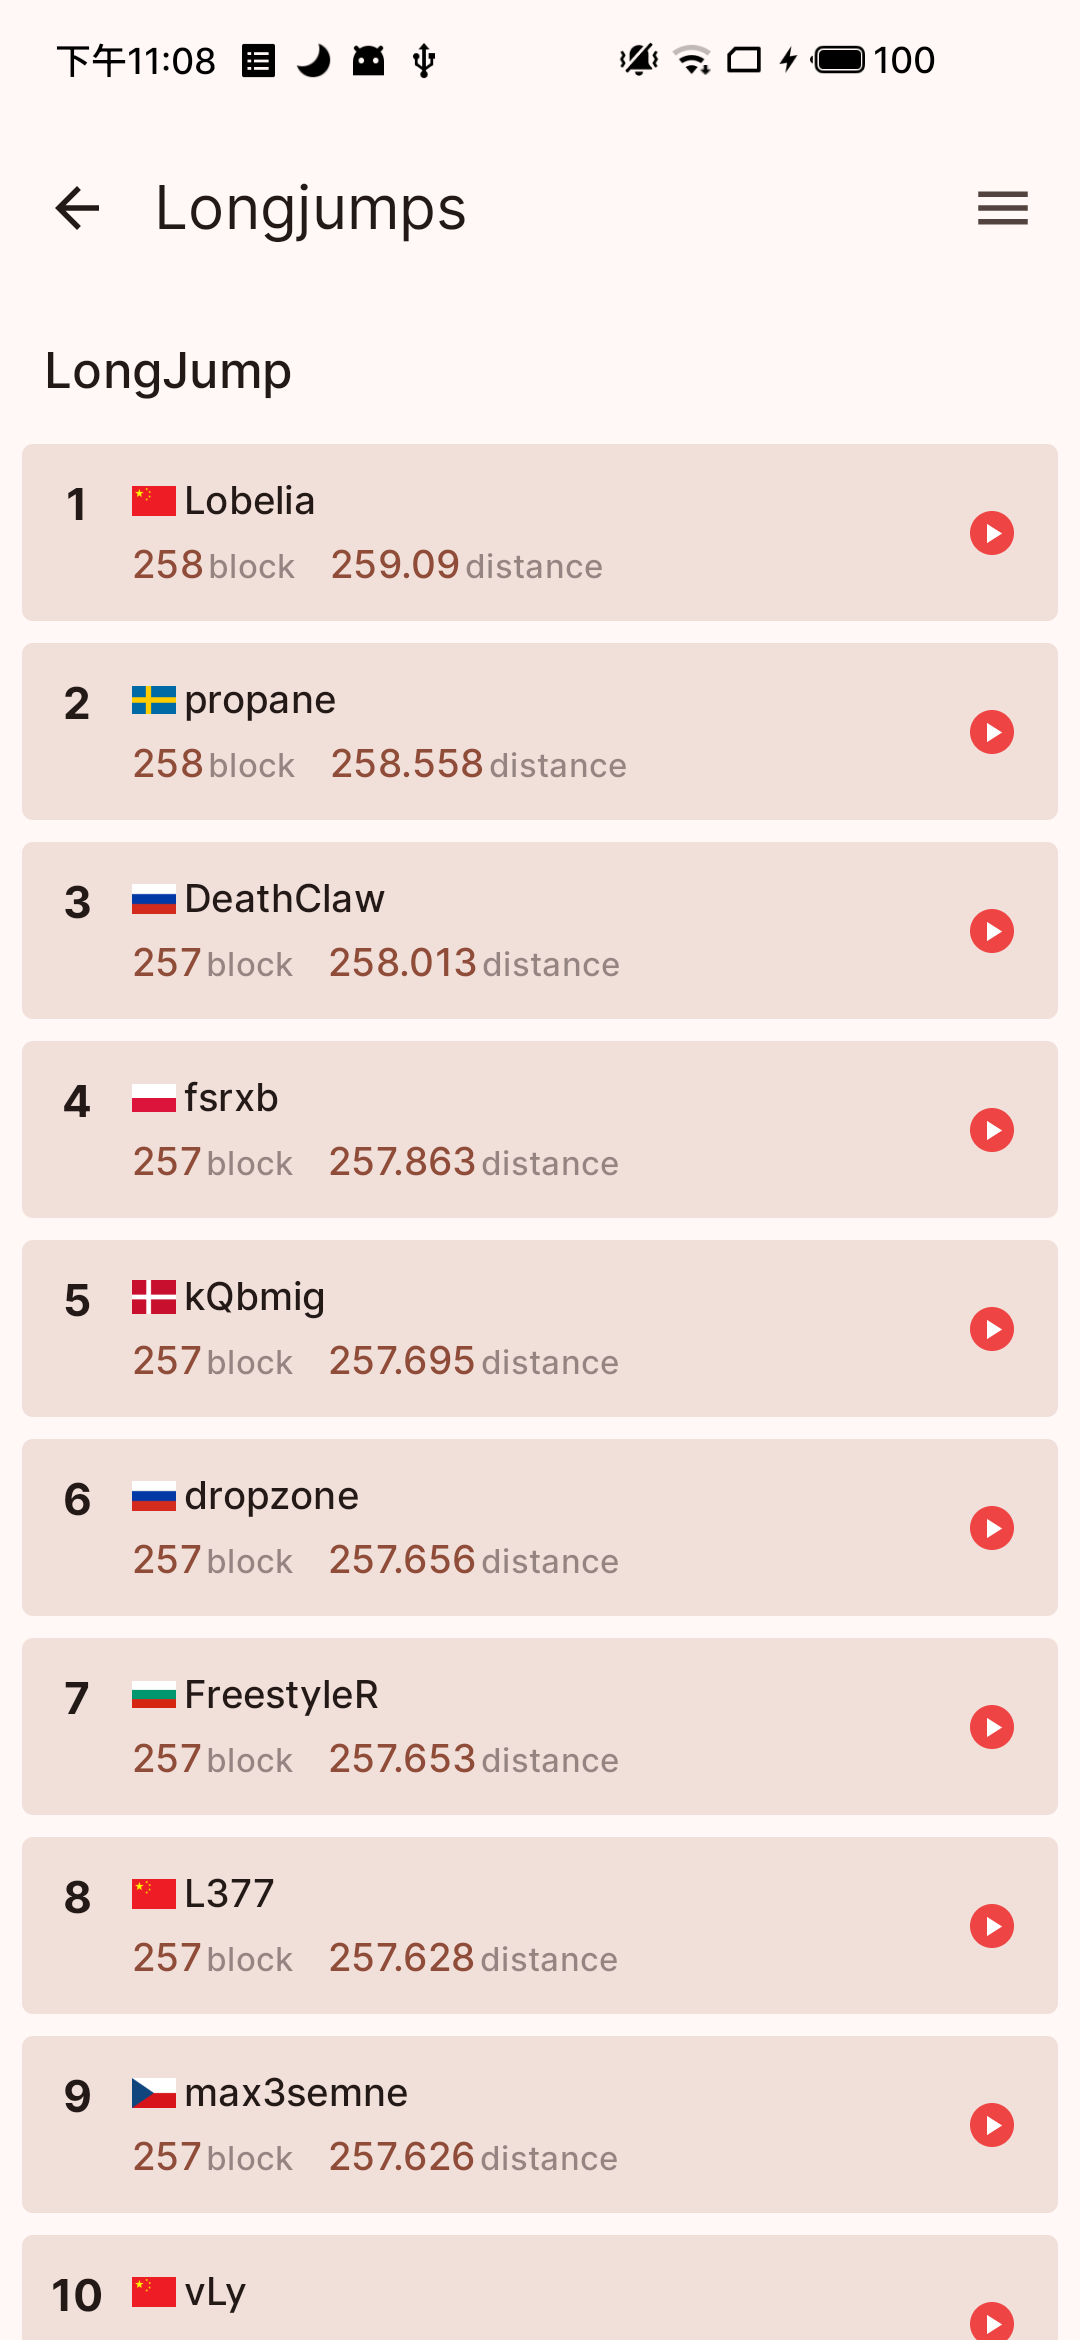 下午11:08 100
Longjumps
LongJump
1 Lobelia
258 block 259.09 distance
2 propane
258 block 258.558 distance
3 DeathClaw
257 block 258.013 distance
4 fsrxb
257 block 257.863 distance
5 kQbmig
257 block 257.695 distance
6 dropzone
257 block 257.656 distance
7 FreestyleR
257 block 257.653 distance
8 L377
257 block 257.628 distance
9 max3semne
257 block 257.626 distance
10 vLy